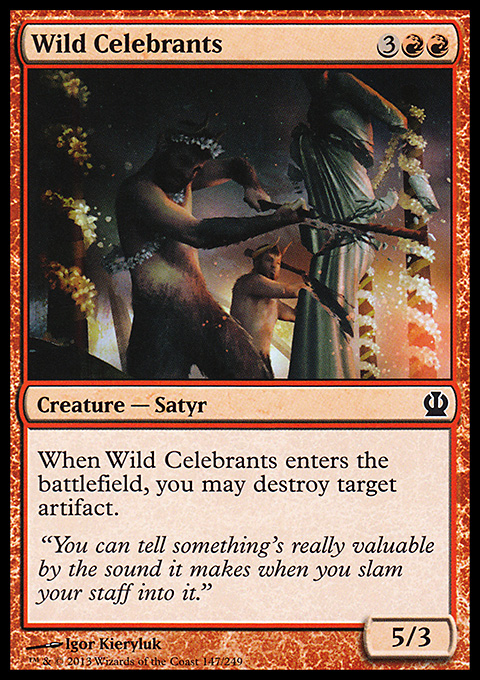 Wild Celebrants
3
Creature — Satyr
When Wild Celebrants enters the
battlefield, you may destroy target
artifact.
“You can tell something’s really valuable
by the sound it makes when you slam
your staff into it.”
5/3
Igor Kieryluk
™ & © 2013 Wizards of the Coast 147/249